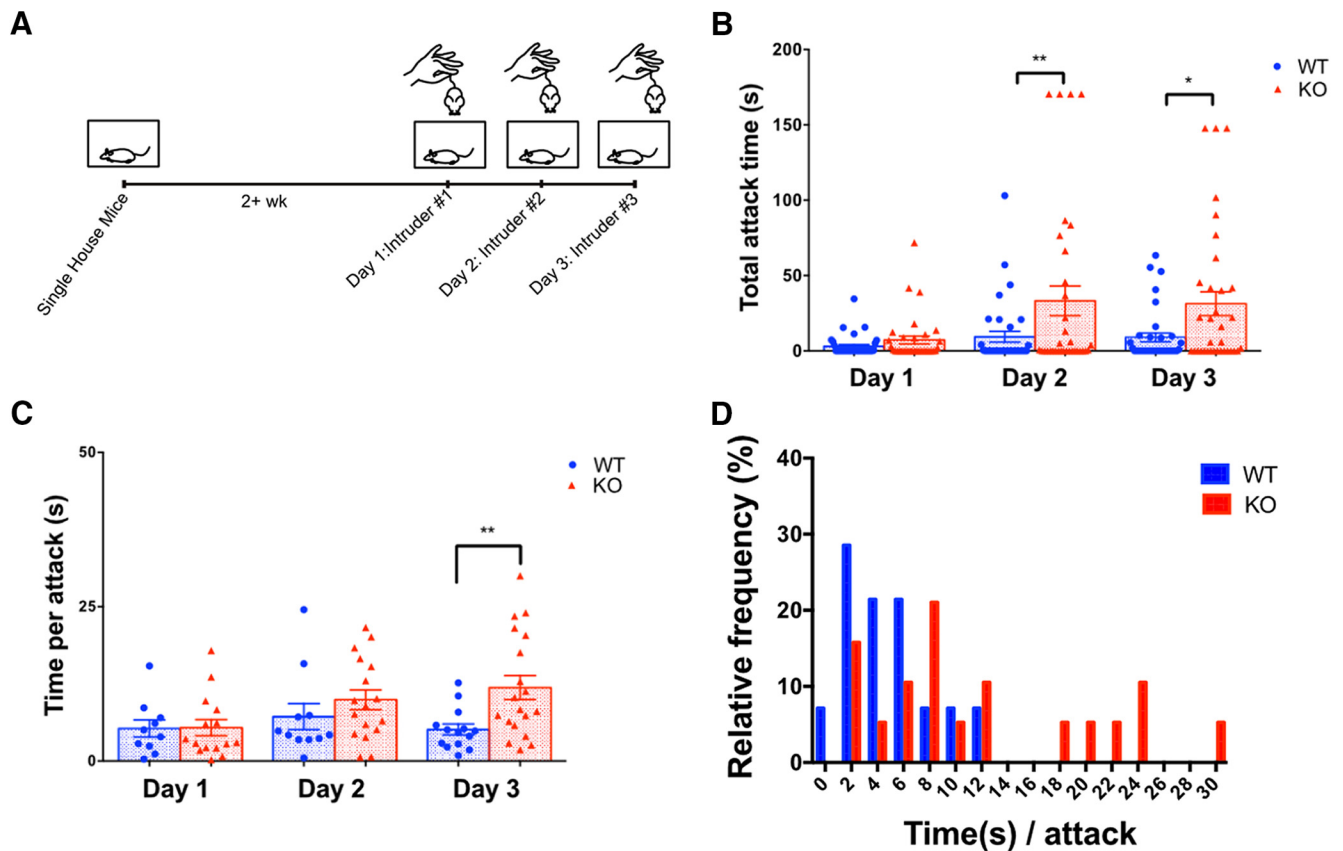 A
Single House Mice
2+ wk
Day 1:Intruder #1
Day 2: Intruder #2
Day 3: Intruder #3
B
Total attack time (s)
200
150
100
50
0
**
*
WT
KO
Day 1
Day 2
Day 3
C
Time per attack (s)
50
25
0
**
WT
KO
Day 1
Day 2
Day 3
D
Relative frequency (%)
40
30
20
10
0
WT
KO
0 2 4 6 8 10 12 14 16 18 20 22 24 26 28 30
Time(s) / attack